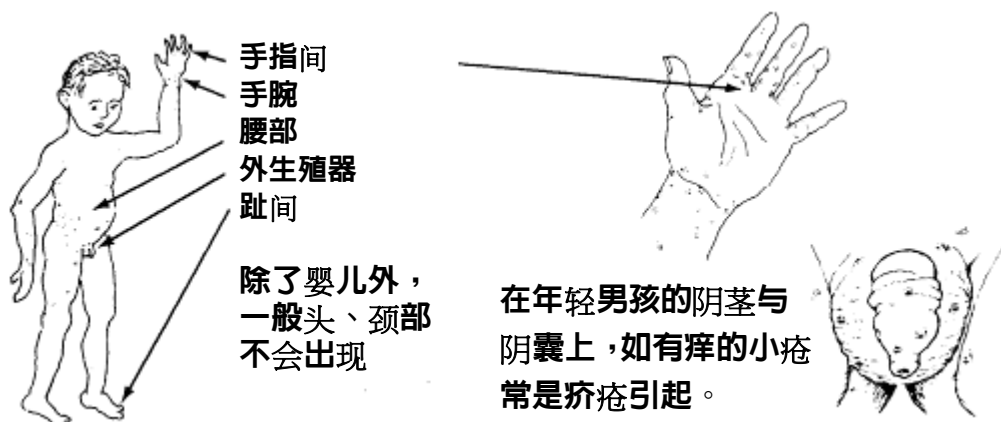 手指间
手腕
腰部
外生殖器
趾间
除了婴儿外，
一般头、颈部
不会出现
在年轻男孩的阴茎与
阴囊上，如有痒的小疮
常是疥疮引起。